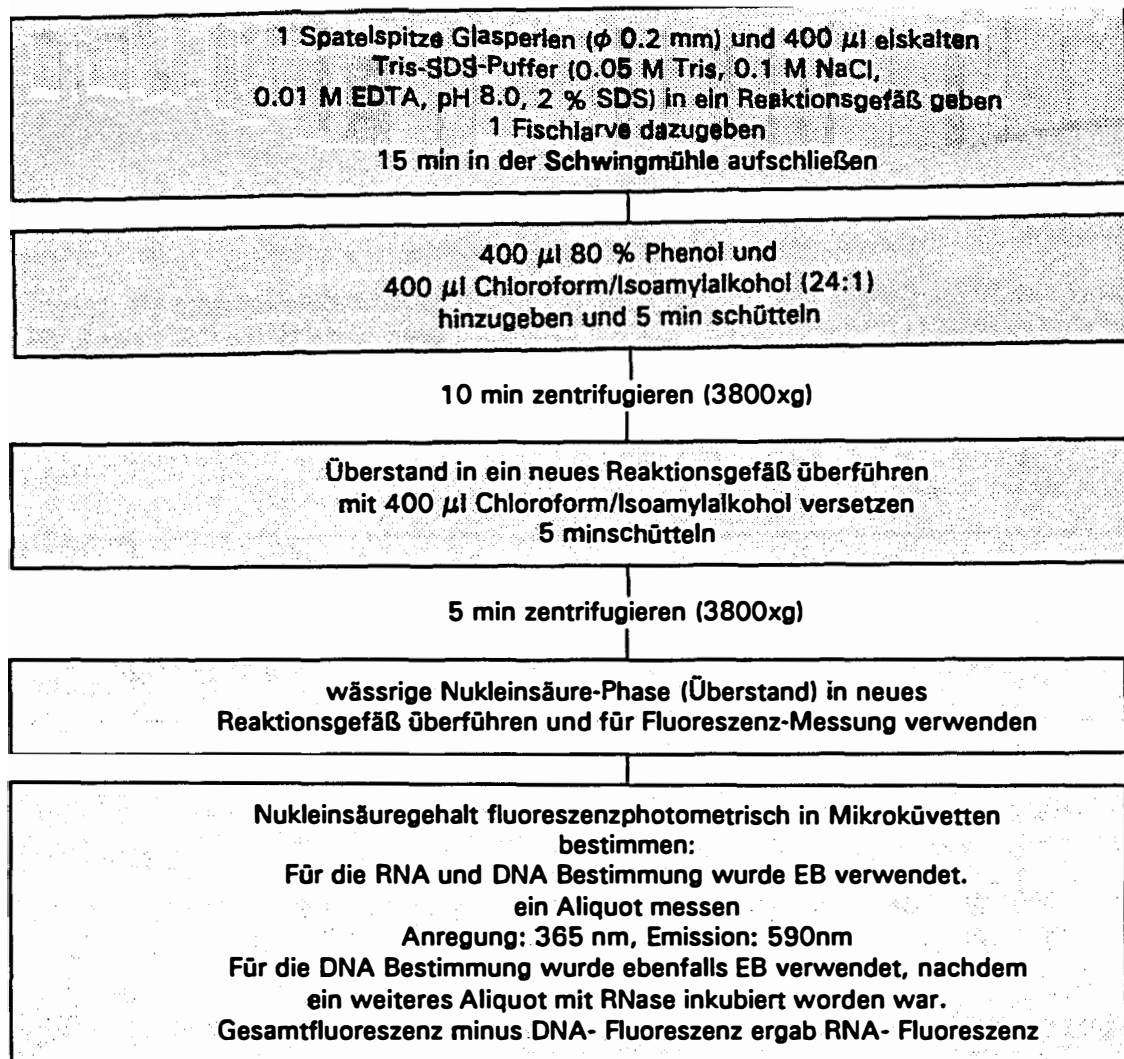 1 Spatelspitze Glasperlen (ϕ 0.2 mm) und 400 µl eiskalten
Tris-SDS-Puffer (0.05 M Tris, 0.1 M NaCl,
0.01 M EDTA, pH 8.0, 2 % SDS) in ein Reaktionsgefäß geben
1 Fischlarve dazugeben
15 min in der Schwingmühle aufschließen
400 µl 80 % Phenol und
400 µl Chloroform/Isoamylalkohol (24:1)
hinzugeben und 5 min schütteln
10 min zentrifugieren (3800xg)
Überstand in ein neues Reaktionsgefäß überführen
mit 400 µl Chloroform/Isoamylalkohol versetzen
5 minschütteln
5 min zentrifugieren (3800xg)
wässrige Nukleinsäure-Phase (Überstand) in neues
Reaktionsgefäß überführen und für Fluoreszenz-Messung verwenden
Nukleinsäuregehalt fluoreszenzphotometrisch in Mikroküvetten
bestimmen:
Für die RNA und DNA Bestimmung wurde EB verwendet.
ein Aliquot messen
Anregung: 365 nm, Emission: 590nm
Für die DNA Bestimmung wurde ebenfalls EB verwendet, nachdem
ein weiteres Aliquot mit RNase inkubiert worden war.
Gesamtfluoreszenz minus DNA- Fluoreszenz ergab RNA- Fluoreszenz